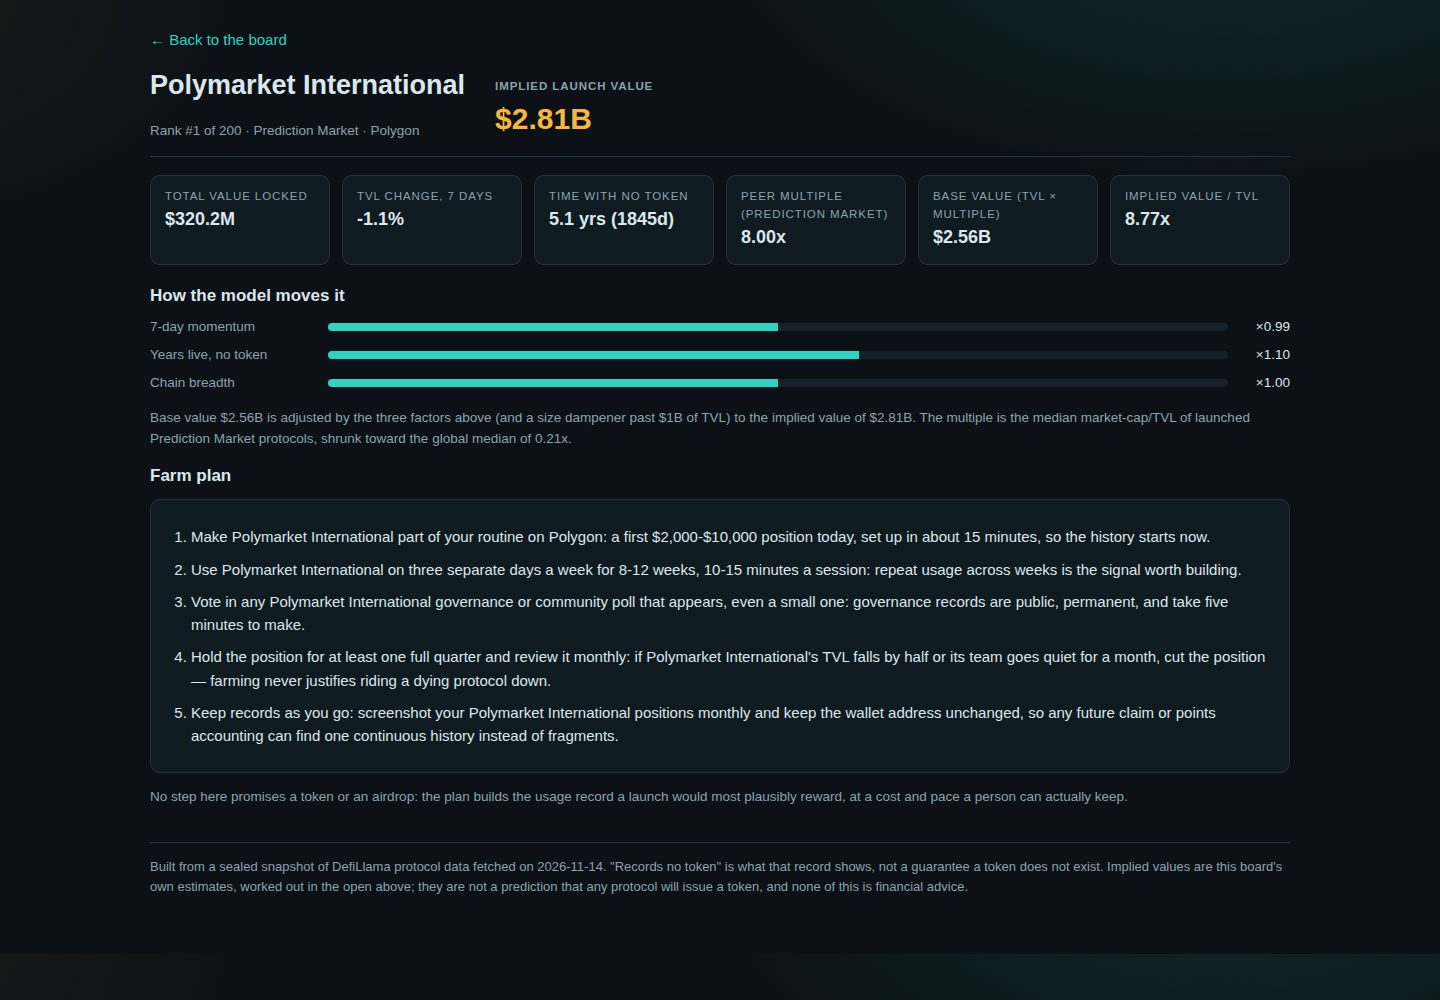 ← Back to the board
Polymarket International
Rank #1 of 200 · Prediction Market · Polygon
IMPLIED LAUNCH VALUE
$2.81B
TOTAL VALUE LOCKED
$320.2M
TVL CHANGE, 7 DAYS
-1.1%
TIME WITH NO TOKEN
5.1 yrs (1845d)
PEER MULTIPLE
(PREDICTION MARKET)
8.00x
BASE VALUE (TVL ×
MULTIPLE)
$2.56B
IMPLIED VALUE / TVL
8.77x
How the model moves it
7-day momentum ×0.99
Years live, no token ×1.10
Chain breadth ×1.00
Base value $2.56B is adjusted by the three factors above (and a size dampener past $1B of TVL) to the implied value of $2.81B. The multiple is the median market-cap/TVL of launched
Prediction Market protocols, shrunk toward the global median of 0.21x.
Farm plan
1. Make Polymarket International part of your routine on Polygon: a first $2,000-$10,000 position today, set up in about 15 minutes, so the history starts now.
2. Use Polymarket International on three separate days a week for 8-12 weeks, 10-15 minutes a session: repeat usage across weeks is the signal worth building.
3. Vote in any Polymarket International governance or community poll that appears, even a small one: governance records are public, permanent, and take five
minutes to make.
4. Hold the position for at least one full quarter and review it monthly: if Polymarket International's TVL falls by half or its team goes quiet for a month, cut the position
— farming never justifies riding a dying protocol down.
5. Keep records as you go: screenshot your Polymarket International positions monthly and keep the wallet address unchanged, so any future claim or points
accounting can find one continuous history instead of fragments.
No step here promises a token or an airdrop: the plan builds the usage record a launch would most plausibly reward, at a cost and pace a person can actually keep.
Built from a sealed snapshot of DefiLlama protocol data fetched on 2026-11-14. "Records no token" is what that record shows, not a guarantee a token does not exist. Implied values are this board's
own estimates, worked out in the open above; they are not a prediction that any protocol will issue a token, and none of this is financial advice.